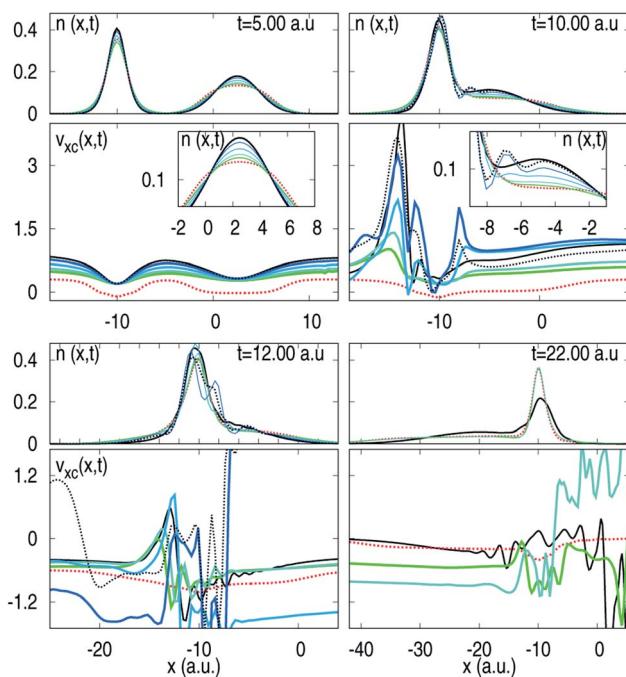 n (x,t) t=5.00 a.u
0.4
0.2
0
n (x,t) t=10.00 a.u
vxc(x,t)
3
1.5
0
n (x,t)
0.1
-2 0 2 4 6 8
-10 0 10
n (x,t)
0.1
-8 -6 -4 -2
-10 0
n (x,t) t=12.00 a.u
0.4
0.2
0
t=22.00 a.u
vxc(x,t)
1.2
0
-1.2
-20 -10 0
x (a.u.)
-40 -30 -20 -10 0
x (a.u.)